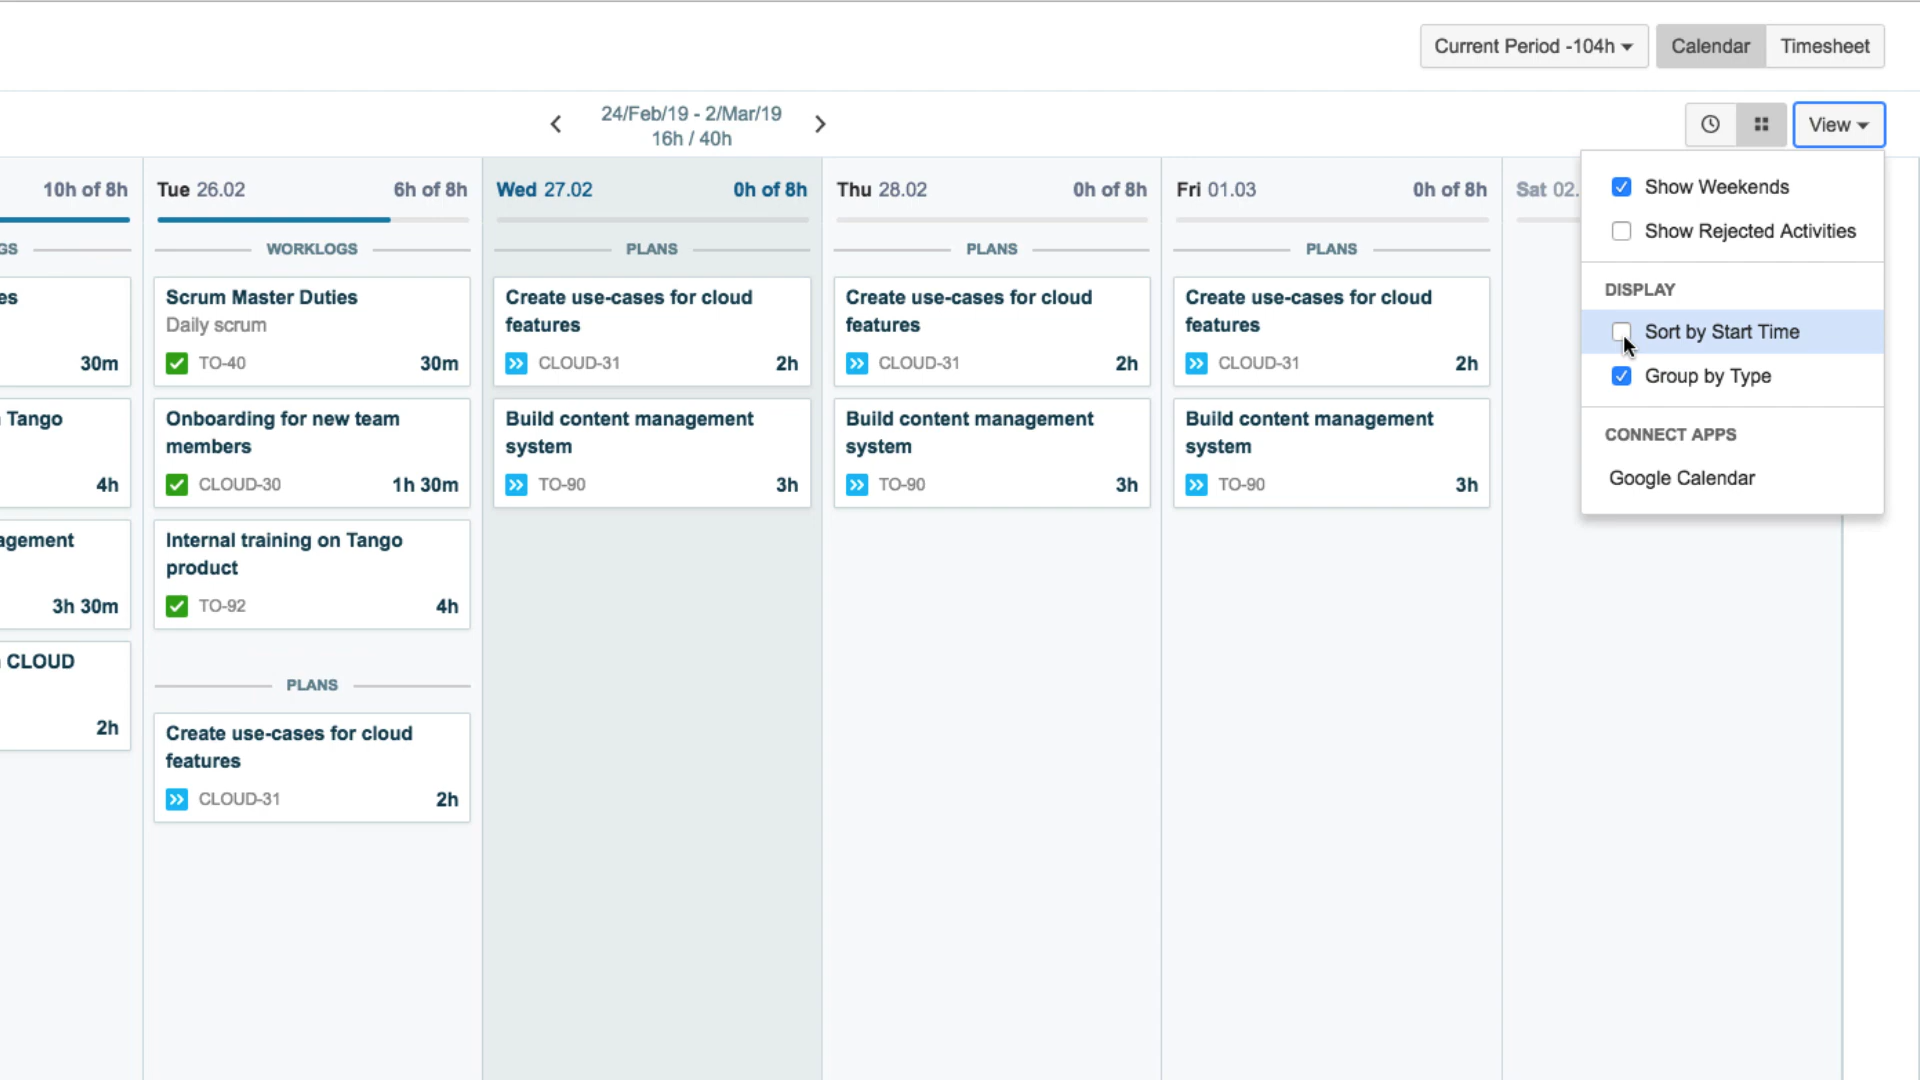 Current Period -104h
Calendar
Timesheet
24/Feb/19 - 2/Mar/19
16h / 40h
View
10h of 8h
Tue 26.02
6h of 8h
Wed 27.02
0h of 8h
Thu 28.02
0h of 8h
Fri 01.03
0h of 8h
Sat 02.
GS
WORKLOGS
PLANS
PLANS
PLANS
es
30m
Tango
4h
agement
3h 30m
CLOUD
2h
Scrum Master Duties
Daily scrum
TO-40
30m
Onboarding for new team
members
CLOUD-30
1h 30m
Internal training on Tango
product
TO-92
4h
PLANS
Create use-cases for cloud
features
CLOUD-31
2h
Create use-cases for cloud
features
CLOUD-31
2h
Build content management
system
TO-90
3h
Create use-cases for cloud
features
CLOUD-31
2h
Build content management
system
TO-90
3h
Create use-cases for cloud
features
CLOUD-31
2h
Build content management
system
TO-90
3h
Show Weekends
Show Rejected Activities
DISPLAY
Sort by Start Time
Group by Type
CONNECT APPS
Google Calendar